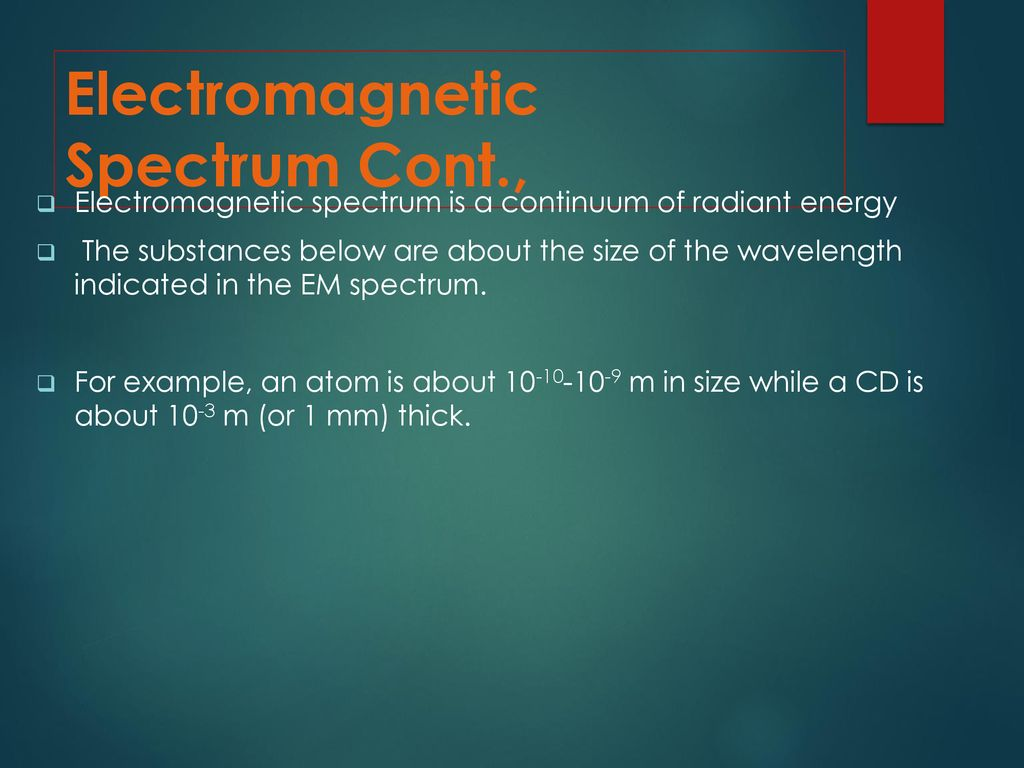 Electromagnetic
Spectrum Cont.,
❑ Electromagnetic spectrum is a continuum of radiant energy
❑ The substances below are about the size of the wavelength
indicated in the EM spectrum.
❑ For example, an atom is about 10⁻¹⁰-10⁻⁹ m in size while a CD is
about 10⁻³ m (or 1 mm) thick.